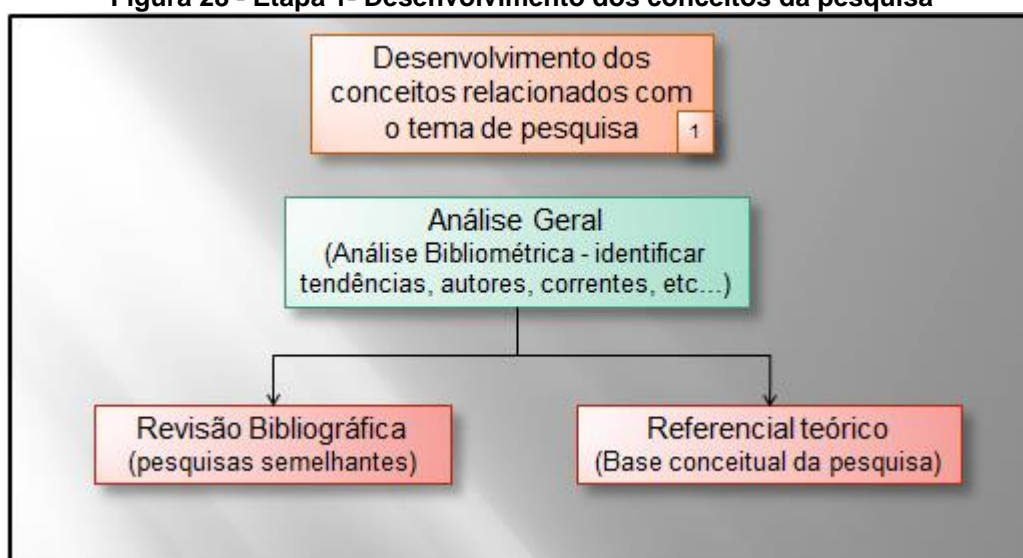 Figura 28 - Etapa 1- Desenvolvimento dos conceitos da pesquisa
Desenvolvimento dos
conceitos relacionados com
o tema de pesquisa
1
Análise Geral
(Análise Bibliométrica - identificar
tendências, autores, correntes, etc...)
Revisão Bibliográfica
(pesquisas semelhantes)
Referencial teórico
(Base conceitual da pesquisa)